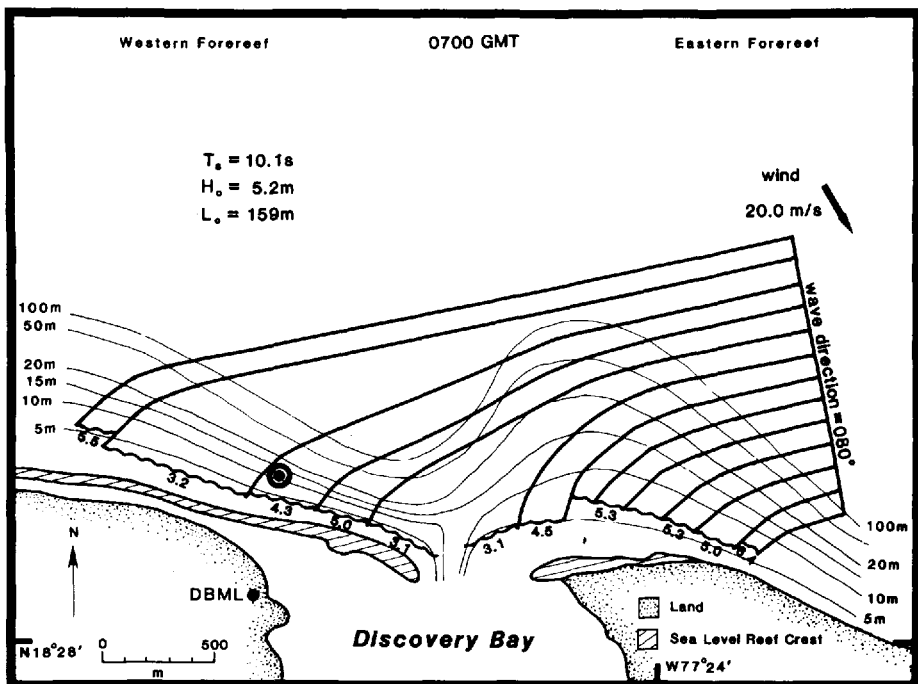 Western Forereef
0700 GMT
Eastern Forereef
Tₛ = 10.1s
Hₒ = 5.2m
Lₒ = 159m
wind
20.0 m/s
wave direction = 080°
100m
50m
20m
15m
10m
5m
5.5
3.2
4.3
5.0
3.1
3.1
4.5
5.3
5.3
5.0
100m
20m
10m
5m
N
DBML
0 500
m
N18°28'
Discovery Bay
Land
Sea Level Reef Crest
W77°24'